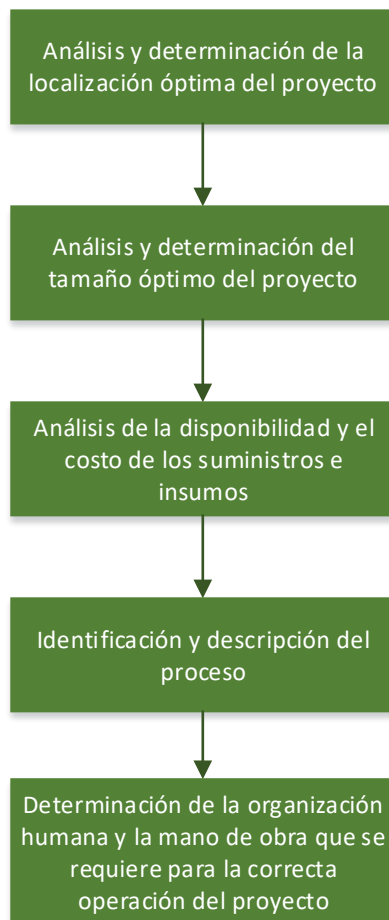 Análisis y determinación de la
localización óptima del proyecto
Análisis y determinación del
tamaño óptimo del proyecto
Análisis de la disponibilidad y el
costo de los suministros e
insumos
Identificación y descripción del
proceso
Determinación de la organización
humana y la mano de obra que se
requiere para la correcta
operación del proyecto